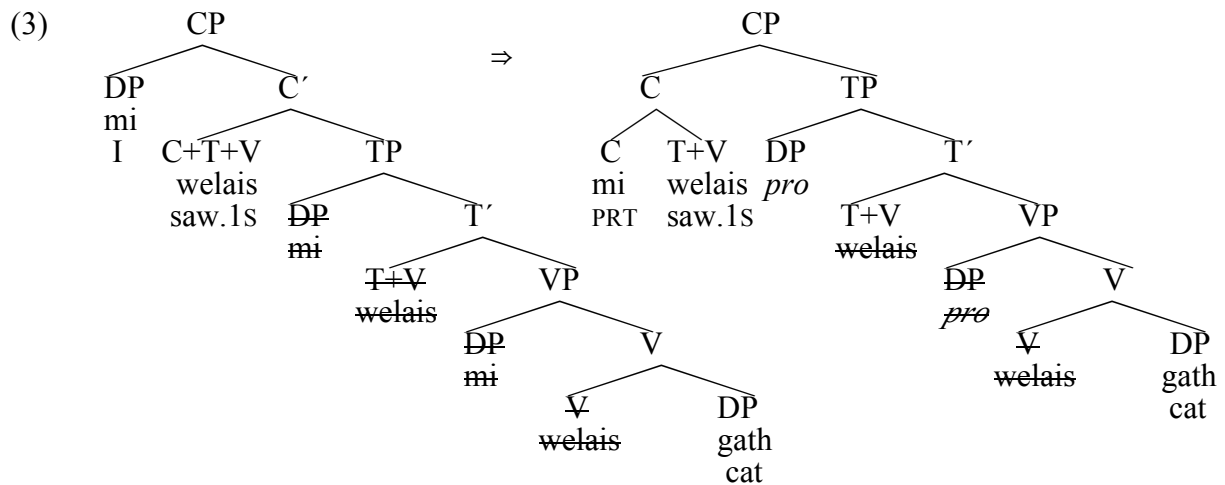 (3) CP ⇒ CP
DP C´ C TP
mi
I C+T+V TP C T+V DP T´
welais mi welais pro
saw.1S DP T´ PRT saw.1S T+V VP
mi welais
T+V VP DP V
welais pro
DP V V DP
mi welais gath
V DP cat
welais gath
cat